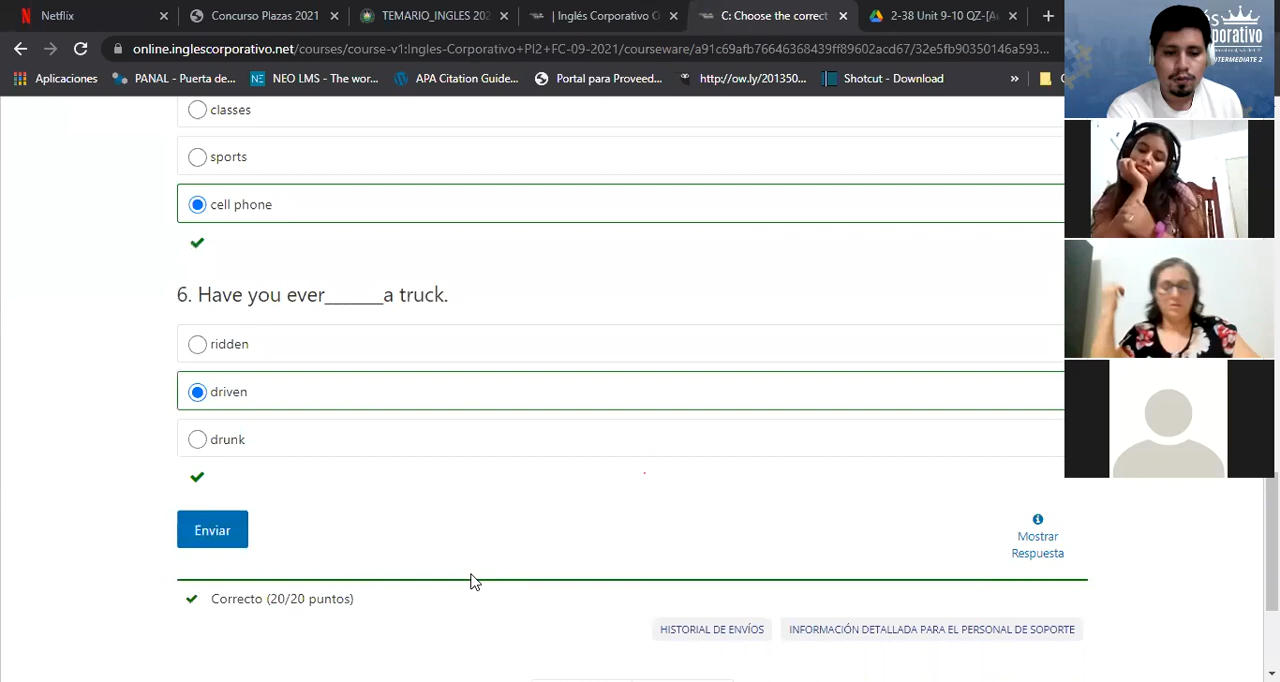 Netflix
Concurso Plazas 2021
TEMARIO_INGLES 202
| Inglés Corporativo O
C: Choose the correct
2-38 Unit 9-10 QZ-[A
online.inglescorporativo.net/courses/course-v1:Ingles-Corporativo+PI2+FC-09-2021/courseware/a91c69afb76646368439ff89602acd67/32e5fb90350146a593...
Aplicaciones
PANAL - Puerta de...
NEO LMS - The wor...
APA Citation Guide...
Portal para Proveed...
http://ow.ly/201350...
Shotcut - Download
»
rporativo
INTERMEDIATE 2
classes
sports
cell phone
6. Have you ever______a truck.
ridden
driven
drunk
Enviar
Mostrar
Respuesta
Correcto (20/20 puntos)
HISTORIAL DE ENVÍOS
INFORMACIÓN DETALLADA PARA EL PERSONAL DE SOPORTE